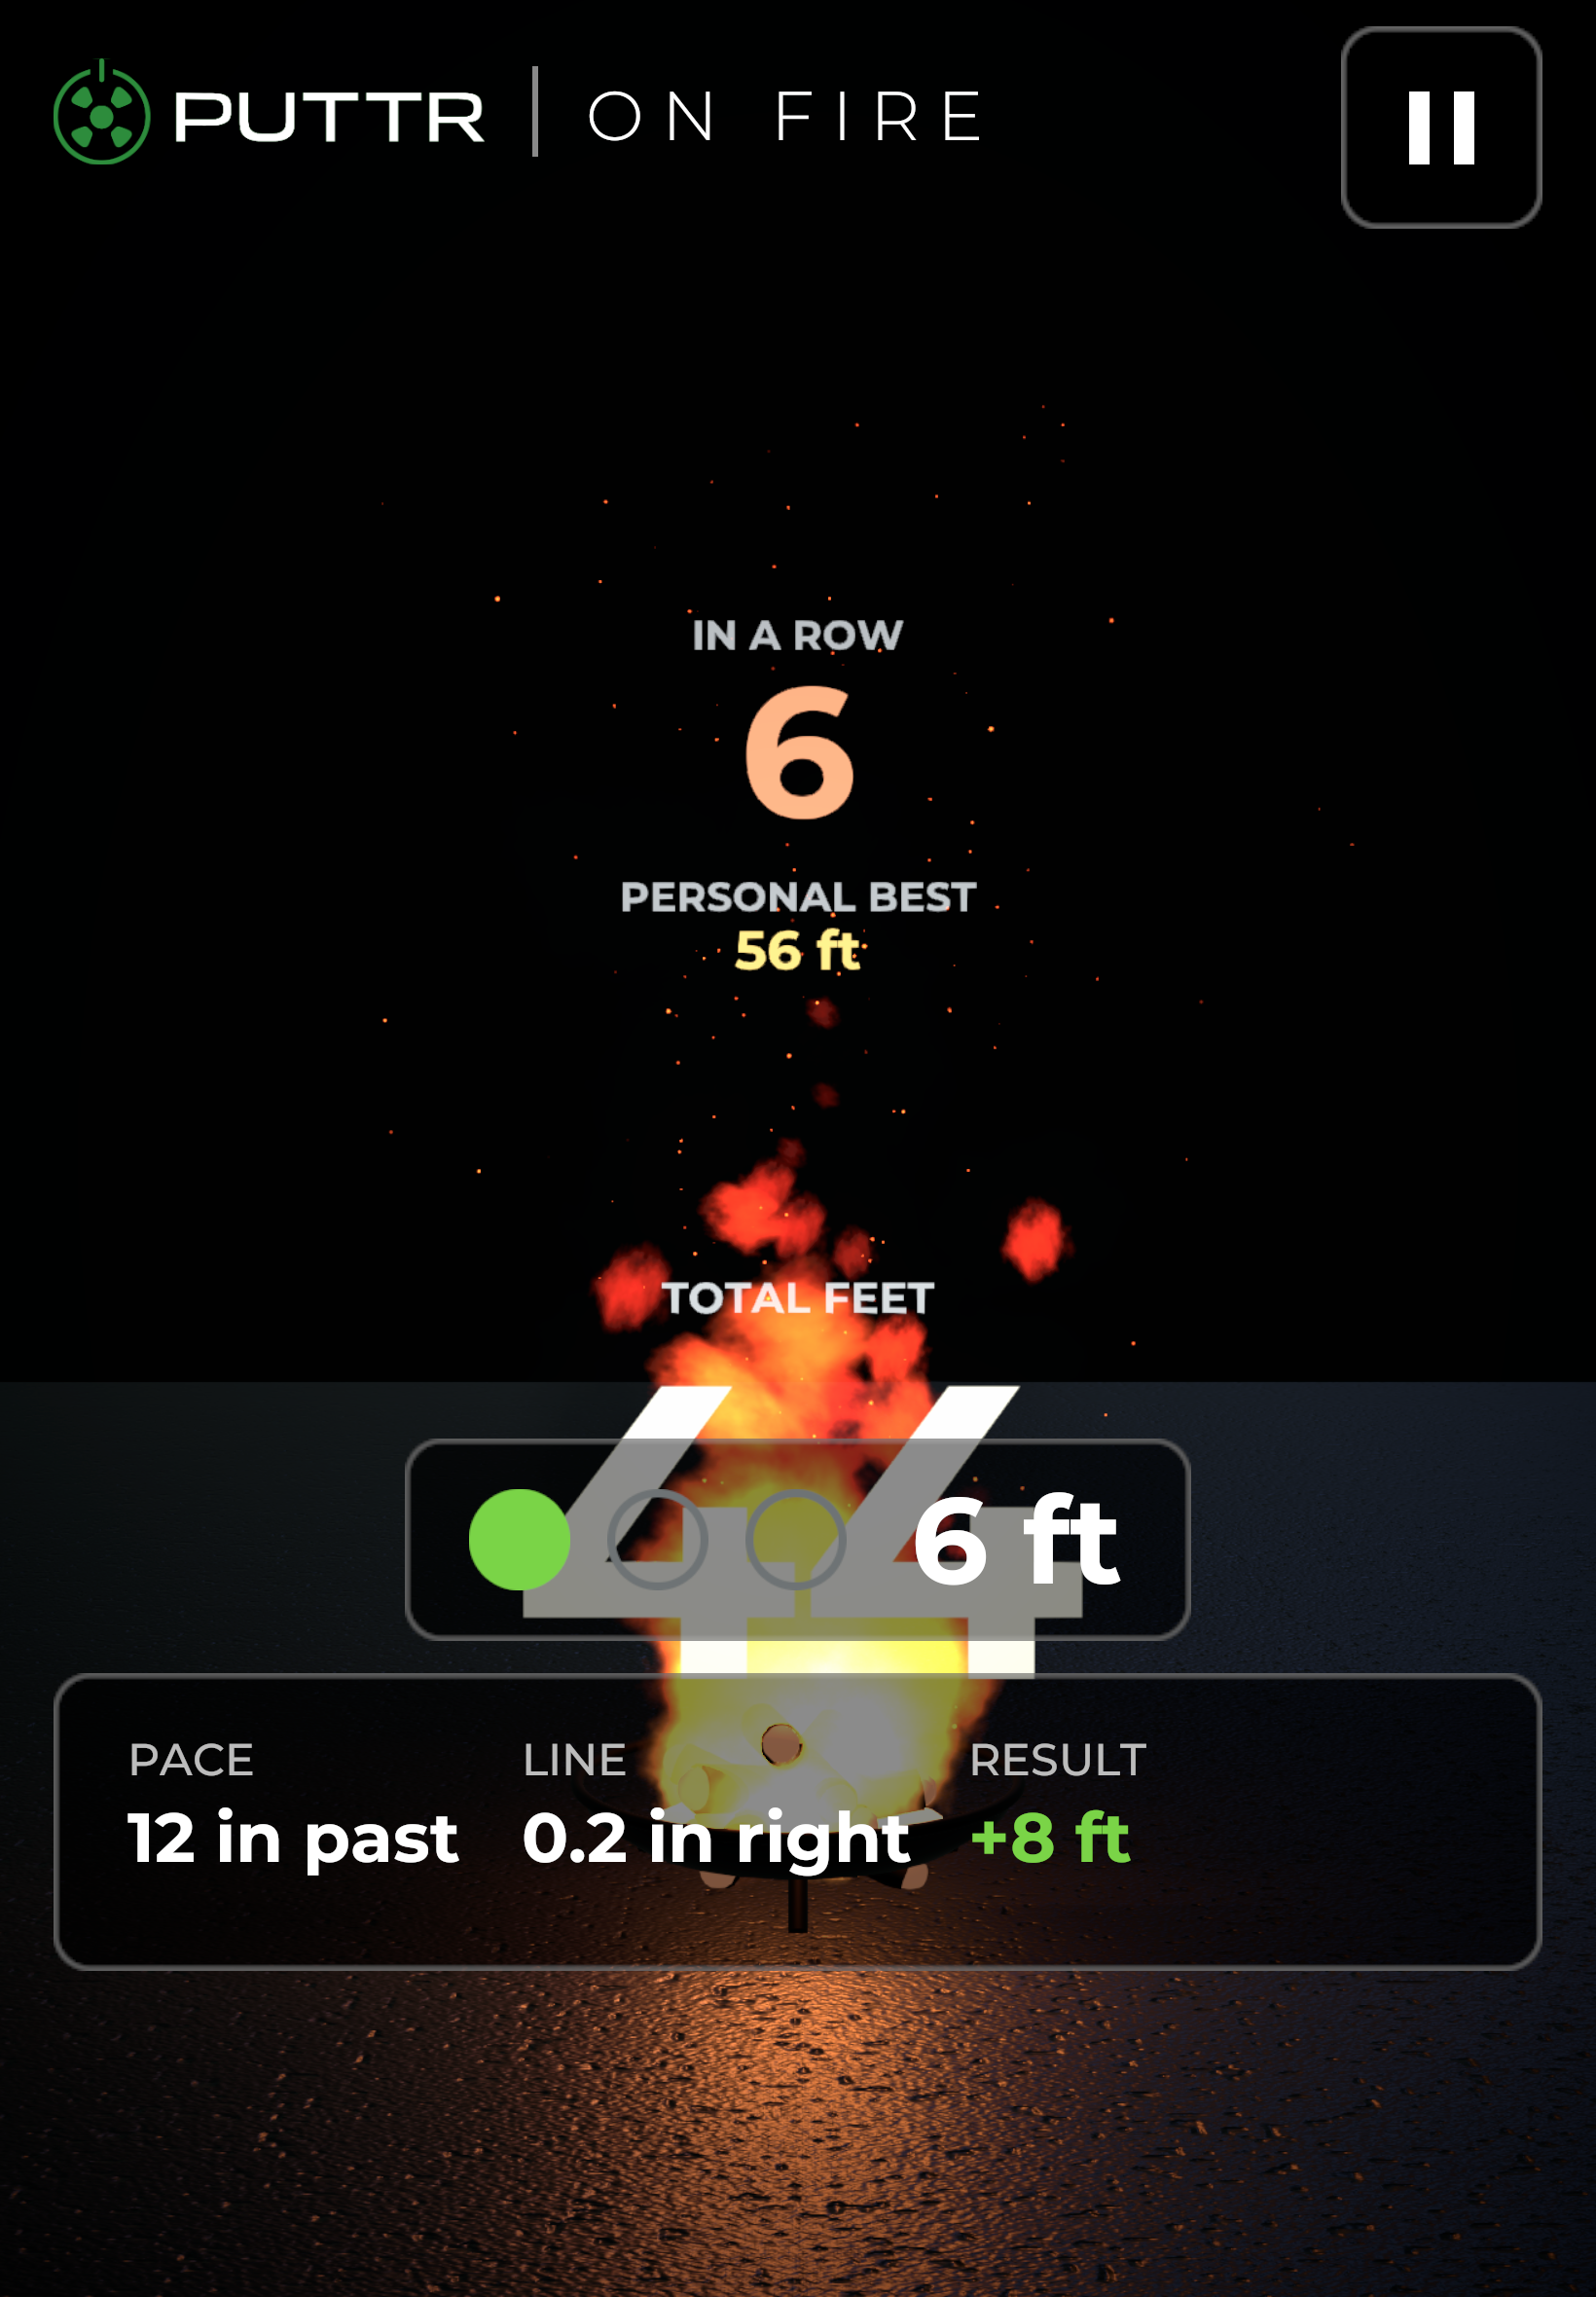 PUTTR | ON FIRE
IN A ROW
6
PERSONAL BEST
56 ft
TOTAL FEET
44
6 ft
PACE LINE RESULT
12 in past 0.2 in right +8 ft